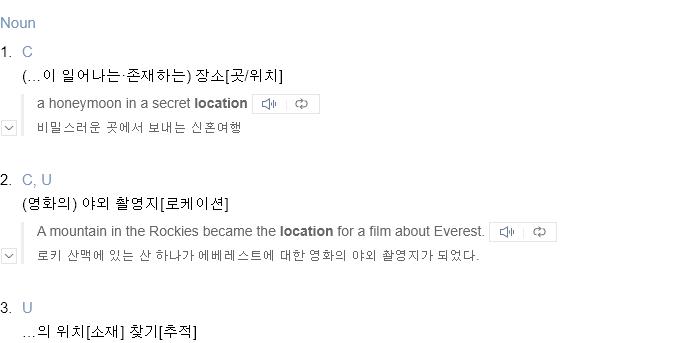 Noun
1. C
(…이 일어나는·존재하는) 장소[곳/위치]
a honeymoon in a secret location
비밀스러운 곳에서 보내는 신혼여행
2. C, U
(영화의) 야외 촬영지[로케이션]
A mountain in the Rockies became the location for a film about Everest.
로키 산맥에 있는 산 하나가 에베레스트에 대한 영화의 야외 촬영지가 되었다.
3. U
…의 위치[소재] 찾기[추적]